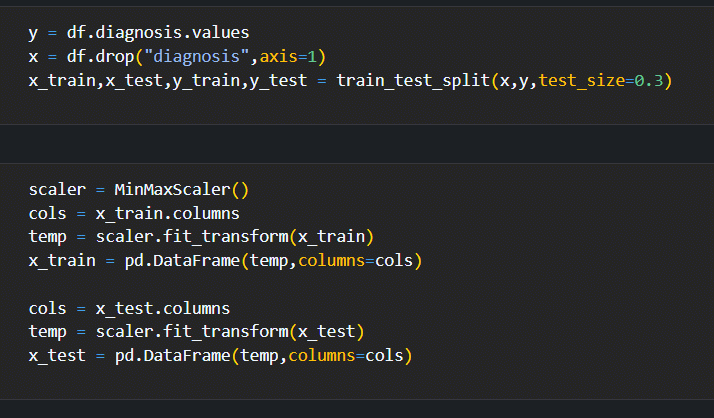 y = df.diagnosis.values
x = df.drop("diagnosis",axis=1)
x_train,x_test,y_train,y_test = train_test_split(x,y,test_size=0.3)
scaler = MinMaxScaler()
cols = x_train.columns
temp = scaler.fit_transform(x_train)
x_train = pd.DataFrame(temp,columns=cols)
cols = x_test.columns
temp = scaler.fit_transform(x_test)
x_test = pd.DataFrame(temp,columns=cols)